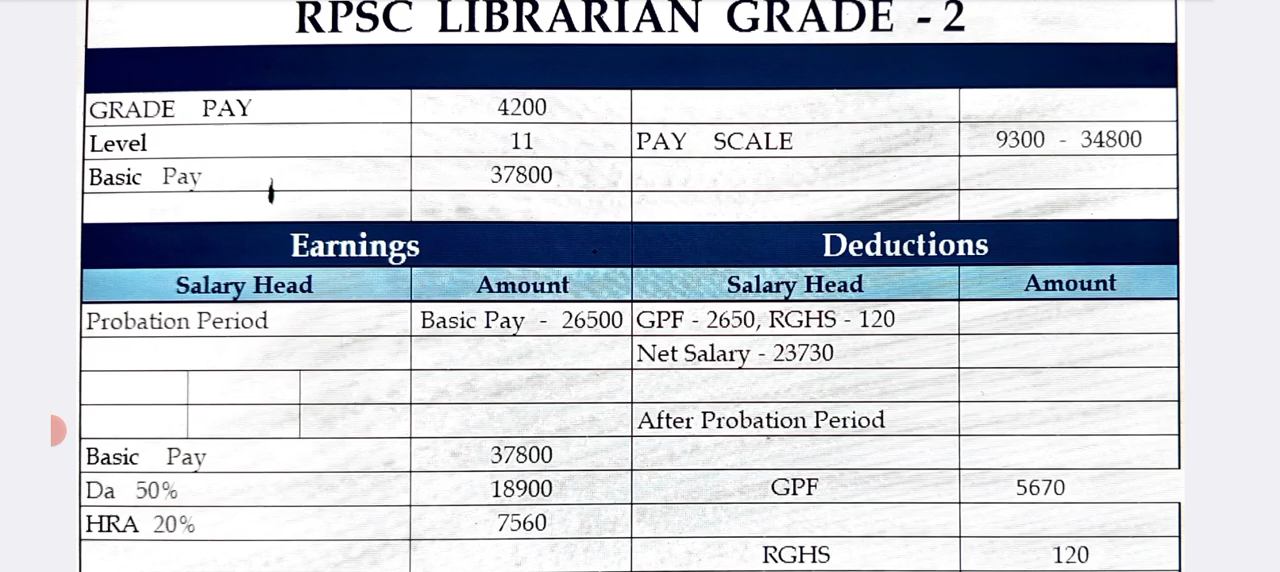 RPSC LIBRARIAN GRADE - 2
GRADE PAY 4200
Level 11 PAY SCALE 9300 - 34800
Basic Pay 37800
Earnings Deductions
Salary Head Amount Salary Head Amount
Probation Period Basic Pay - 26500 GPF - 2650, RGHS - 120
Net Salary - 23730
After Probation Period
Basic Pay 37800
Da 50% 18900 GPF 5670
HRA 20% 7560
RGHS 120